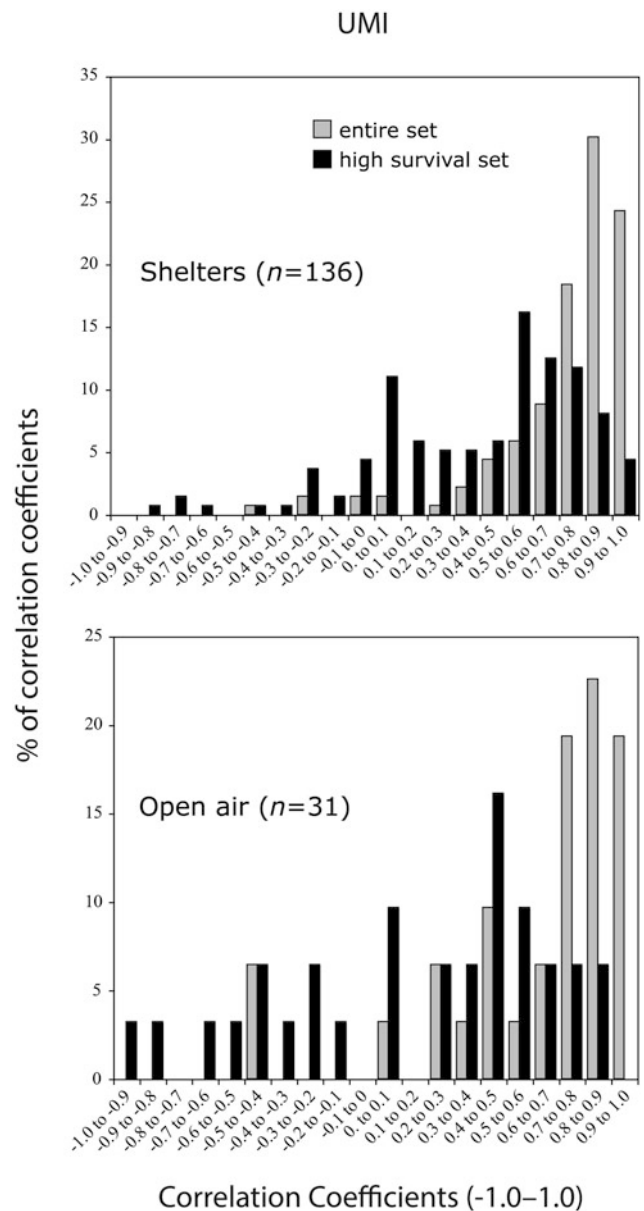 UMI
35
30
25
20
15
10
5
0
entire set
high survival set
Shelters (n=136)
-1.0 to -0.9
-0.9 to -0.8
-0.8 to -0.7
-0.7 to -0.6
-0.6 to -0.5
-0.5 to -0.4
-0.4 to -0.3
-0.3 to -0.2
-0.2 to -0.1
-0.1 to 0
0. to 0.1
0.1 to 0.2
0.2 to 0.3
0.3 to 0.4
0.4 to 0.5
0.5 to 0.6
0.6 to 0.7
0.7 to 0.8
0.8 to 0.9
0.9 to 1.0
% of correlation coefficients
25
20
15
10
5
0
Open air (n=31)
-1.0 to -0.9
-0.9 to -0.8
-0.8 to -0.7
-0.7 to -0.6
-0.6 to -0.5
-0.5 to -0.4
-0.4 to -0.3
-0.3 to -0.2
-0.2 to -0.1
-0.1 to 0
0. to 0.1
0.1 to 0.2
0.2 to 0.3
0.3 to 0.4
0.4 to 0.5
0.5 to 0.6
0.6 to 0.7
0.7 to 0.8
0.8 to 0.9
0.9 to 1.0
Correlation Coefficients (-1.0–1.0)